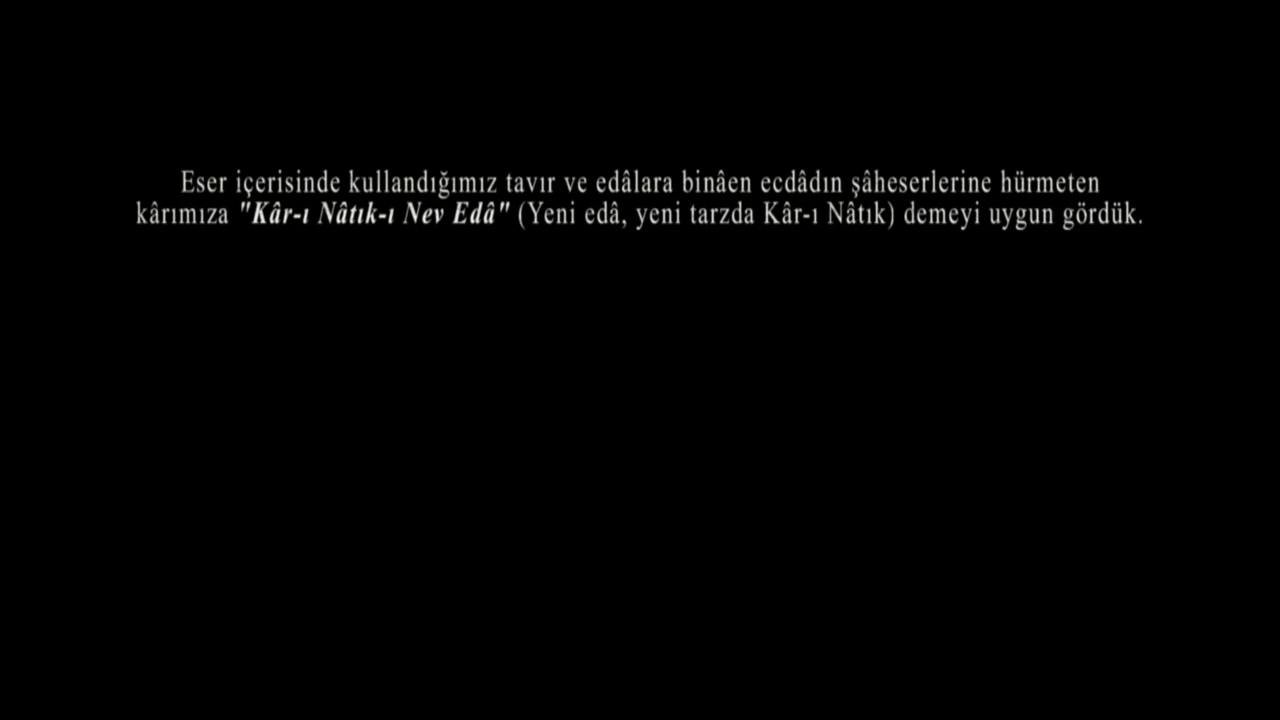 Eser içerisinde kullandığımız tavır ve edâlara binâen ecdâdın şâheserlerine hürmeten
kârımıza "Kâr-ı Nâtık-ı Nev Edâ" (Yeni edâ, yeni tarzda Kâr-ı Nâtık) demeyi uygun gördük.